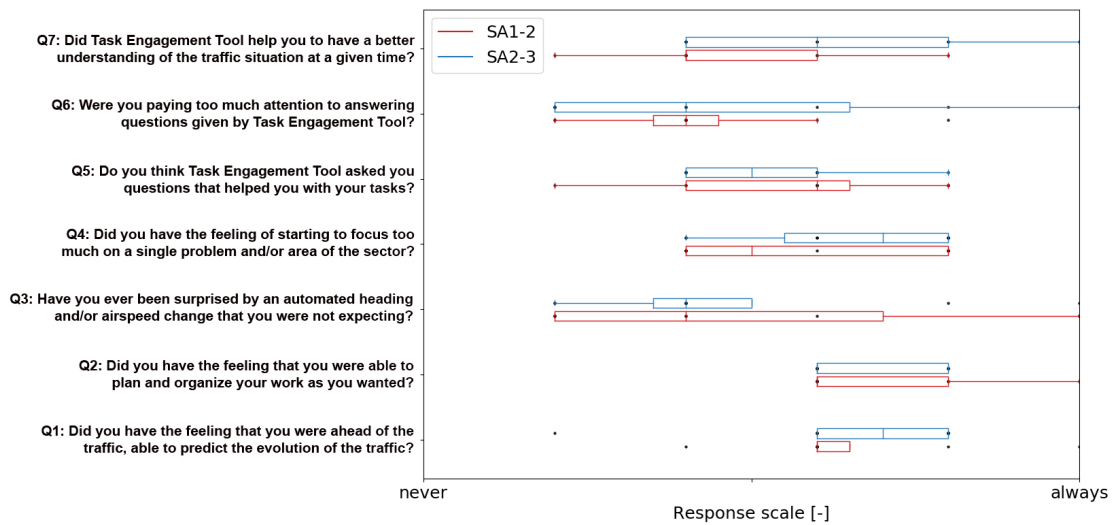 SA1-2
SA2-3
Q7: Did Task Engagement Tool help you to have a better
understanding of the traffic situation at a given time?
Q6: Were you paying too much attention to answering
questions given by Task Engagement Tool?
Q5: Do you think Task Engagement Tool asked you
questions that helped you with your tasks?
Q4: Did you have the feeling of starting to focus too
much on a single problem and/or area of the sector?
Q3: Have you ever been surprised by an automated heading
and/or airspeed change that you were not expecting?
Q2: Did you have the feeling that you were able to
plan and organize your work as you wanted?
Q1: Did you have the feeling that you were ahead of the
traffic, able to predict the evolution of the traffic?
never
always
Response scale [-]